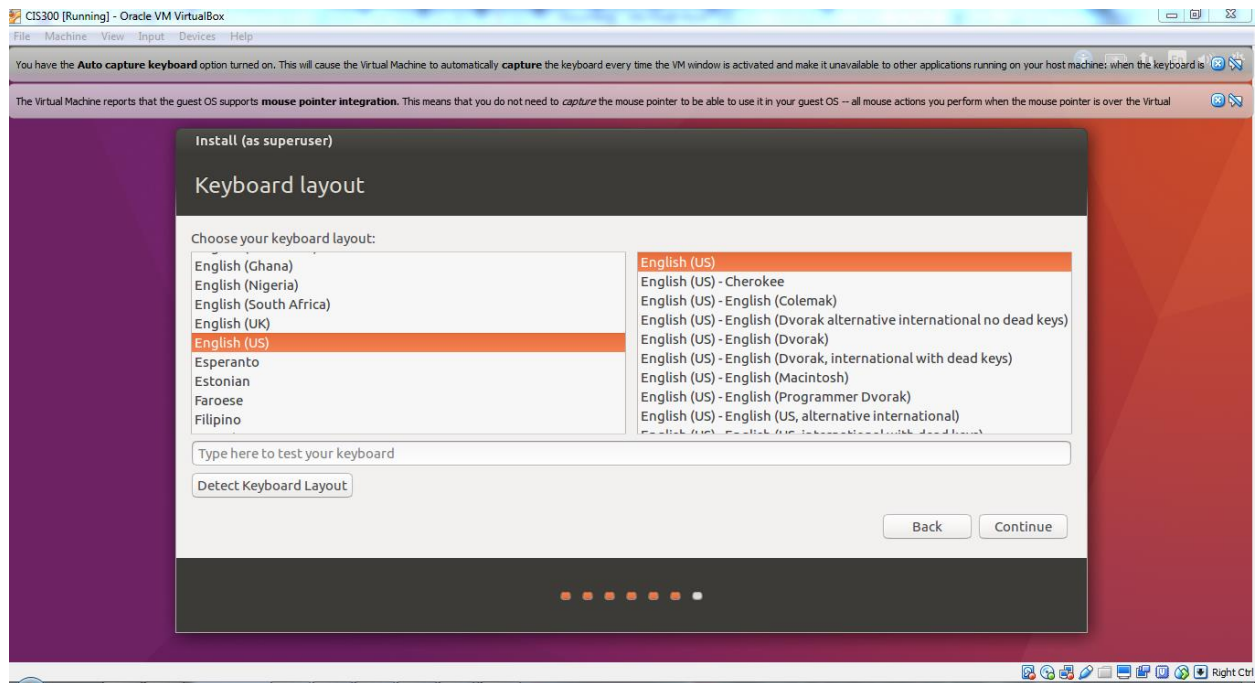 CIS300 [Running] - Oracle VM VirtualBox
File Machine View Input Devices Help
You have the Auto capture keyboard option turned on. This will cause the Virtual Machine to automatically capture the keyboard every time the VM window is activated and make it unavailable to other applications running on your host machine: when the keyboard is
The Virtual Machine reports that the guest OS supports mouse pointer integration. This means that you do not need to capture the mouse pointer to be able to use it in your guest OS -- all mouse actions you perform when the mouse pointer is over the Virtual
Install (as superuser)
Keyboard layout
Choose your keyboard layout:
English (Ghana)
English (Nigeria)
English (South Africa)
English (UK)
English (US)
Esperanto
Estonian
Faroese
Filipino
English (US)
English (US) - Cherokee
English (US) - English (Colemak)
English (US) - English (Dvorak alternative international no dead keys)
English (US) - English (Dvorak)
English (US) - English (Dvorak, international with dead keys)
English (US) - English (Macintosh)
English (US) - English (Programmer Dvorak)
English (US) - English (US, alternative international)
English (US) - English (US, international with dead keys)
Type here to test your keyboard
Detect Keyboard Layout
Back
Continue
Right Ctrl